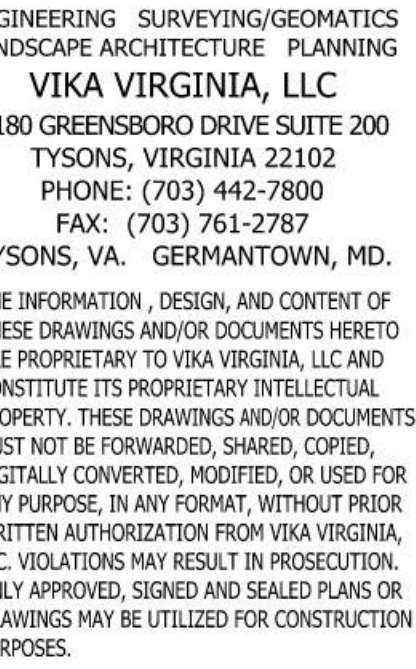 GINEERING SURVEYING/GEOMATICS
NDSCAPE ARCHITECTURE PLANNING
VIKA VIRGINIA, LLC
180 GREENSBORO DRIVE SUITE 200
TYSONS, VIRGINIA 22102
PHONE: (703) 442-7800
FAX: (703) 761-2787
YSONS, VA. GERMANTOWN, MD.
E INFORMATION , DESIGN, AND CONTENT OF
ESE DRAWINGS AND/OR DOCUMENTS HERETO
E PROPRIETARY TO VIKA VIRGINIA, LLC AND
ONSTITUTE ITS PROPRIETARY INTELLECTUAL
OPERTY. THESE DRAWINGS AND/OR DOCUMENTS
UST NOT BE FORWARDED, SHARED, COPIED,
GITALLY CONVERTED, MODIFIED, OR USED FOR
Y PURPOSE, IN ANY FORMAT, WITHOUT PRIOR
RITTEN AUTHORIZATION FROM VIKA VIRGINIA,
C. VIOLATIONS MAY RESULT IN PROSECUTION.
NLY APPROVED, SIGNED AND SEALED PLANS OR
AWINGS MAY BE UTILIZED FOR CONSTRUCTION
RPOSES.